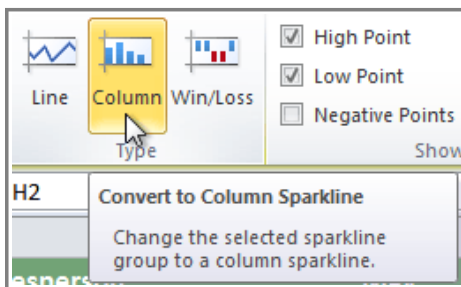 High Point
Low Point
Negative Points
Line Column Win/Loss
Type
Show
H2
Convert to Column Sparkline
Change the selected sparkline
group to a column sparkline.